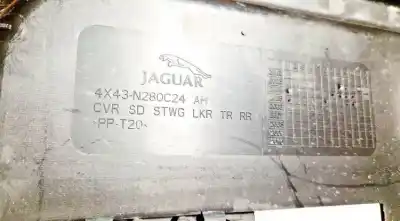 JAGUAR
4X43-N280C24 AH
CVR SD STWG LKR TR RR
-PP-T20-